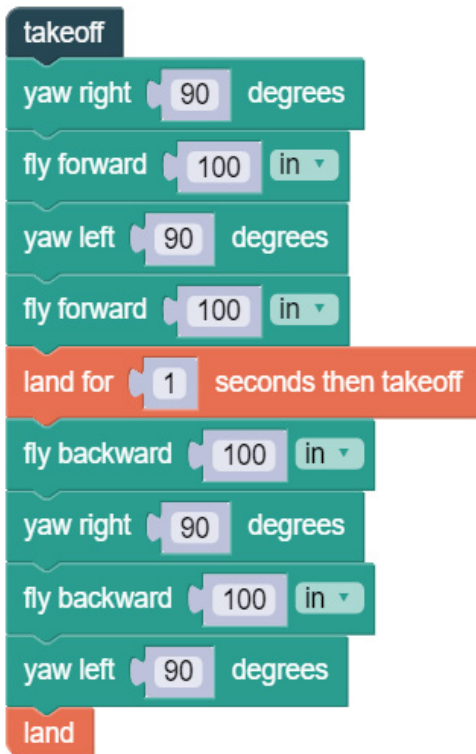 takeoff
yaw right 90 degrees
fly forward 100 in
yaw left 90 degrees
fly forward 100 in
land for 1 seconds then takeoff
fly backward 100 in
yaw right 90 degrees
fly backward 100 in
yaw left 90 degrees
land